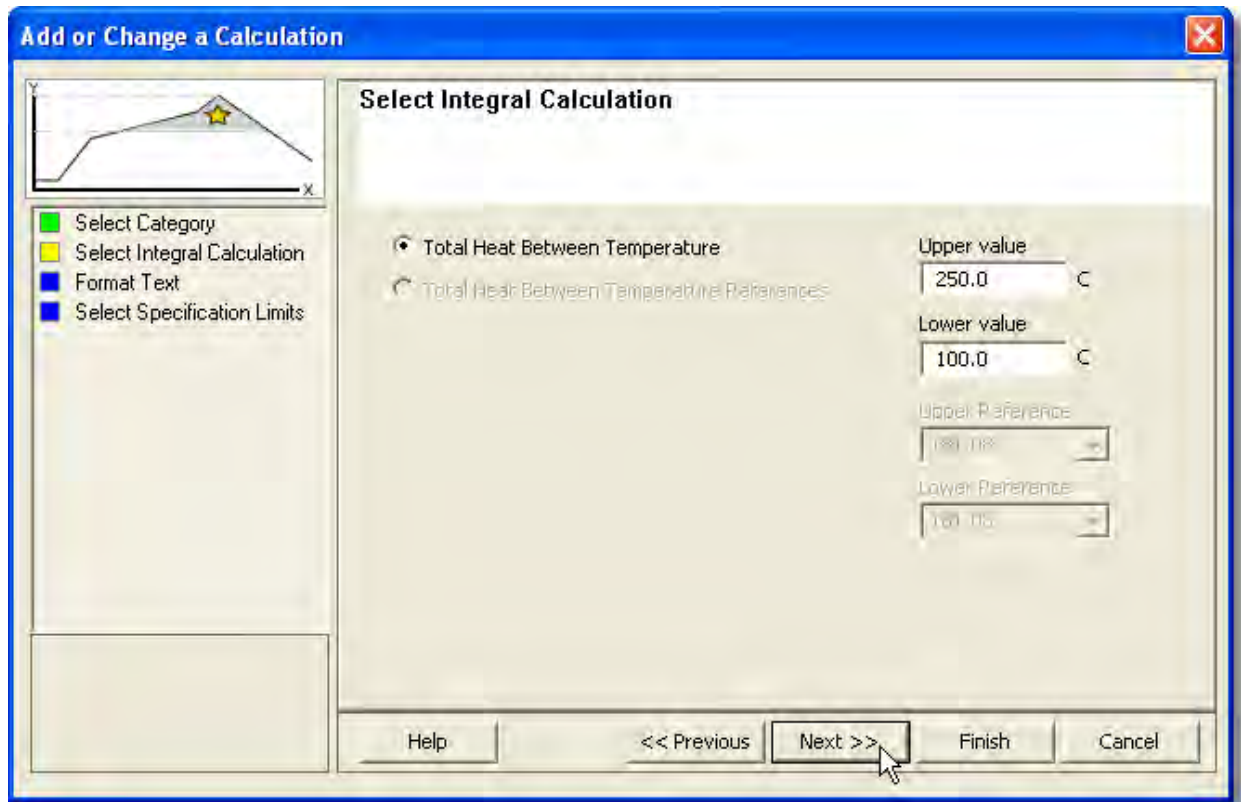 Add or Change a Calculation
Y
X
Select Category
Select Integral Calculation
Format Text
Select Specification Limits
Select Integral Calculation
Total Heat Between Temperature
Total Heat Between Temperature References
Upper value
250.0 C
Lower value
100.0 C
Upper Reference
Lower Reference
Help
<< Previous
Next >>
Finish
Cancel